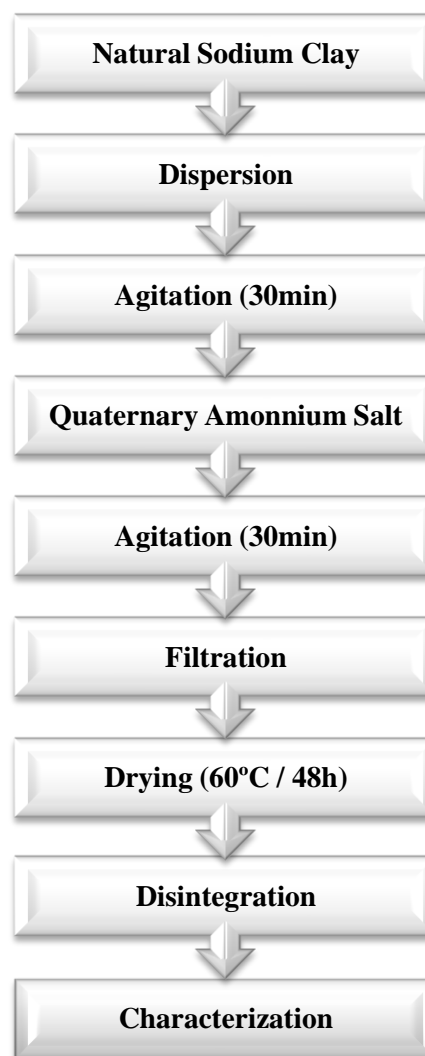 Natural Sodium Clay
Dispersion
Agitation (30min)
Quaternary Amonnium Salt
Agitation (30min)
Filtration
Drying (60ºC / 48h)
Disintegration
Characterization